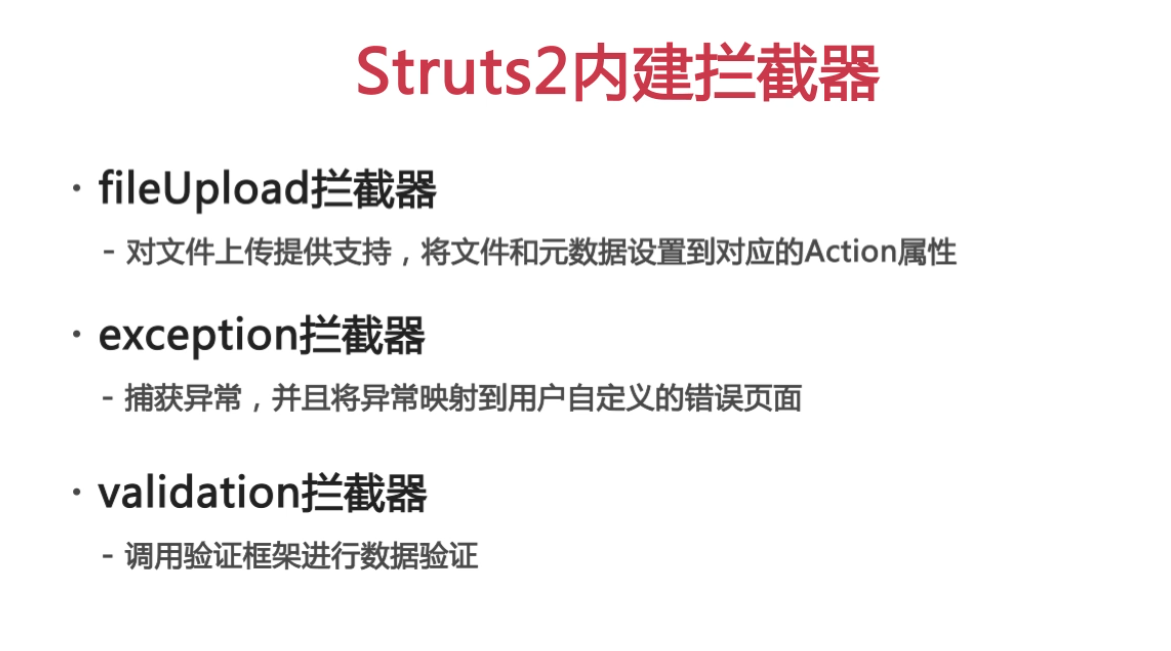 Struts2内建拦截器
· fileUpload拦截器
- 对文件上传提供支持，将文件和元数据设置到对应的Action属性
· exception拦截器
- 捕获异常，并且将异常映射到用户自定义的错误页面
· validation拦截器
- 调用验证框架进行数据验证